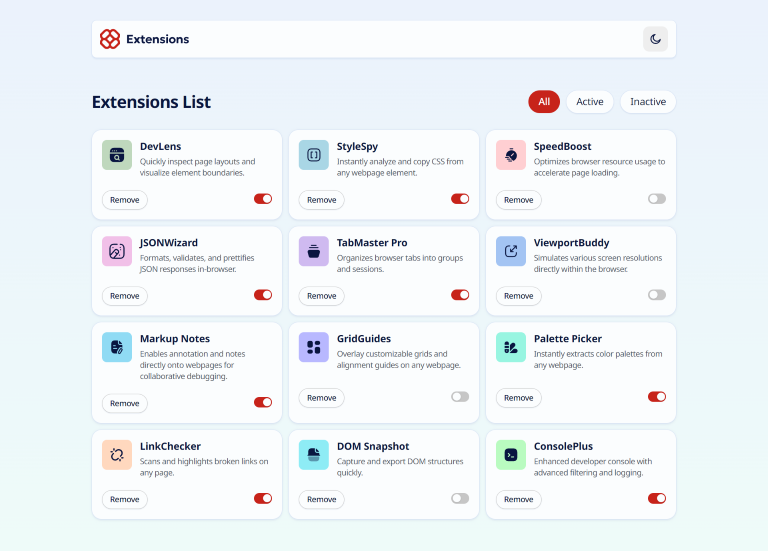 Extensions
Extensions List
All
Active
Inactive
DevLens
Quickly inspect page layouts and
visualize element boundaries.
Remove
StyleSpy
Instantly analyze and copy CSS from
any webpage element.
Remove
SpeedBoost
Optimizes browser resource usage to
accelerate page loading.
Remove
JSONWizard
Formats, validates, and prettifies
JSON responses in-browser.
Remove
TabMaster Pro
Organizes browser tabs into groups
and sessions.
Remove
ViewportBuddy
Simulates various screen resolutions
directly within the browser.
Remove
Markup Notes
Enables annotation and notes
directly onto webpages for
collaborative debugging.
Remove
GridGuides
Overlay customizable grids and
alignment guides on any webpage.
Remove
Palette Picker
Instantly extracts color palettes from
any webpage.
Remove
LinkChecker
Scans and highlights broken links on
any page.
Remove
DOM Snapshot
Capture and export DOM structures
quickly.
Remove
ConsolePlus
Enhanced developer console with
advanced filtering and logging.
Remove